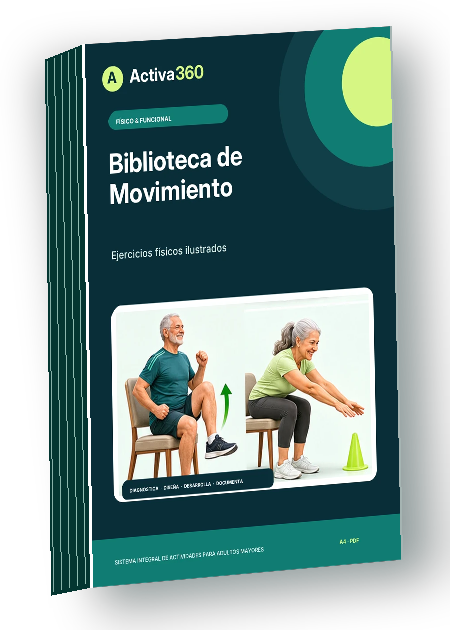 A Activa360
FÍSICO & FUNCIONAL
Biblioteca de
Movimiento
Ejercicios físicos ilustrados
DIAGNOSTICA · DISEÑA · DESARROLLA · DOCUMENTA
SISTEMA INTEGRAL DE ACTIVIDADES PARA ADULTOS MAYORES
A4 · PDF